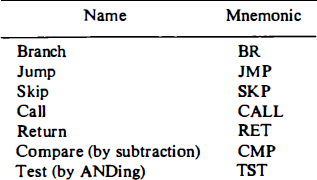 Name Mnemonic
Branch BR
Jump JMP
Skip SKP
Call CALL
Return RET
Compare (by subtraction) CMP
Test (by ANDing) TST